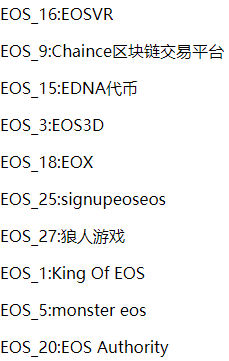 EOS_16:EOSVR
EOS_9:Chaince区块链交易平台
EOS_15:EDNA代币
EOS_3:EOS3D
EOS_18:EOX
EOS_25:signupeoseos
EOS_27:狼人游戏
EOS_1:King Of EOS
EOS_5:monster eos
EOS_20:EOS Authority